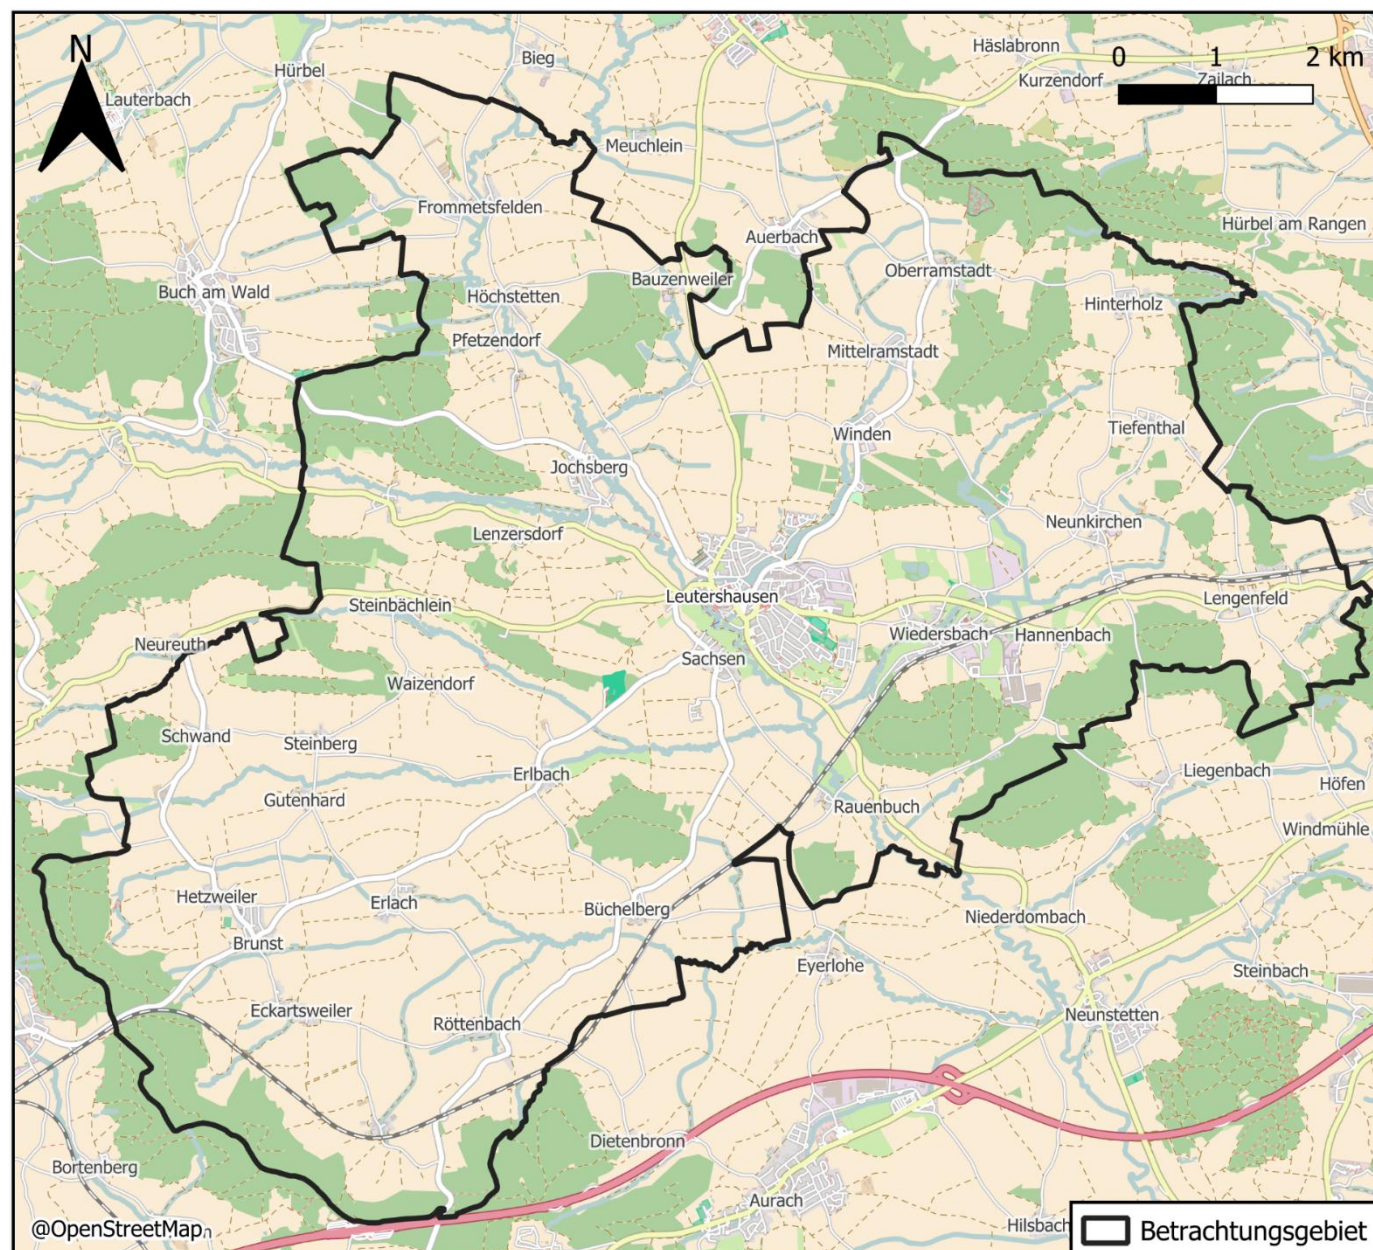 N
Hürbel
Bieg
Häslabronn
0 1 2 km
Kurzendorf
Zailach
Lauterbach
Meuchlein
Frommetsfelden
Auerbach
Hürbel am Rangen
Buch am Wald
Höchstetten
Bauzenweiler
Oberramstadt
Hinterholz
Pfetzendorf
Mittelramstadt
Winden
Tiefenthal
Jochsberg
Lenzersdorf
Neunkirchen
Steinbächlein
Leutershausen
Lengenfeld
Neureuth
Wiedersbach
Hannenbach
Sachsen
Waizendorf
Schwand
Steinberg
Erlbach
Liegenbach
Höfen
Gutenhard
Rauenbuch
Windmühle
Hetzweiler
Erlach
Büchelberg
Niederdombach
Brunst
Eyerlohe
Steinbach
Eckartsweiler
Röttenbach
Neunstetten
Dietenbronn
Bortenberg
Aurach
Hilsbach
@OpenStreetMap
Betrachtungsgebiet